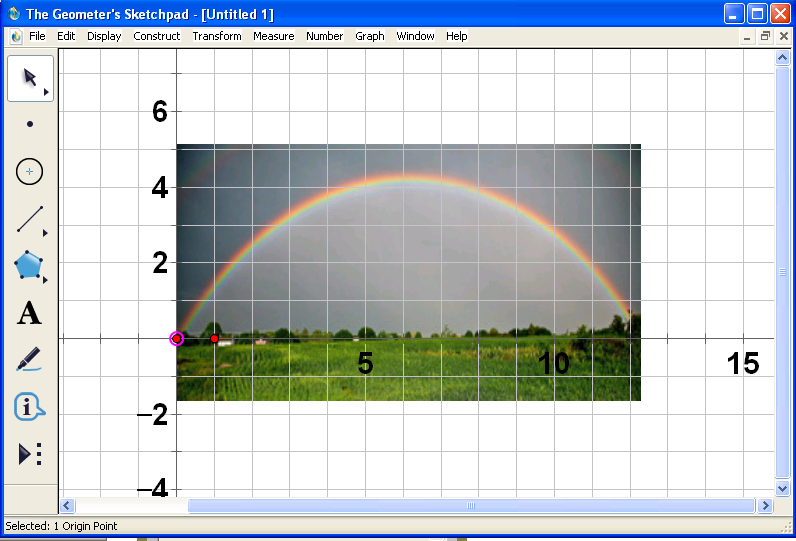 The Geometer's Sketchpad - [Untitled 1]
File Edit Display Construct Transform Measure Number Graph Window Help
6
4
2
5 10 15
−2
−4
A
i
Selected: 1 Origin Point